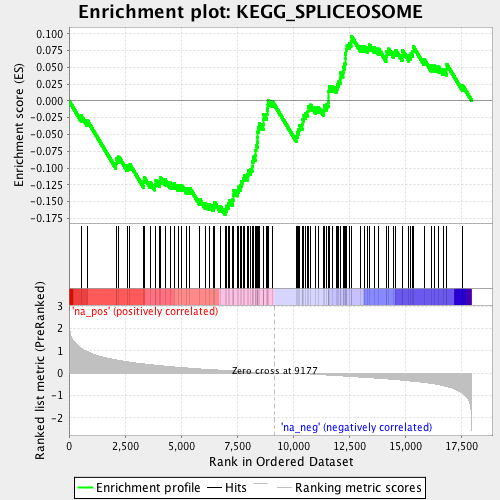 Enrichment plot: KEGG_SPLICEOSOME
Enrichment score (ES)
0.100
0.075
0.050
0.025
0.000
-0.025
-0.050
-0.075
-0.100
-0.125
-0.150
-0.175
'na_pos' (positively correlated)
Ranked list metric (PreRanked)
3
2
1
0
-1
-2
Zero cross at 9177
'na_neg' (negatively correlated)
0 2,500 5,000 7,500 10,000 12,500 15,000 17,500
Rank in Ordered Dataset
Enrichment profile Hits Ranking metric scores